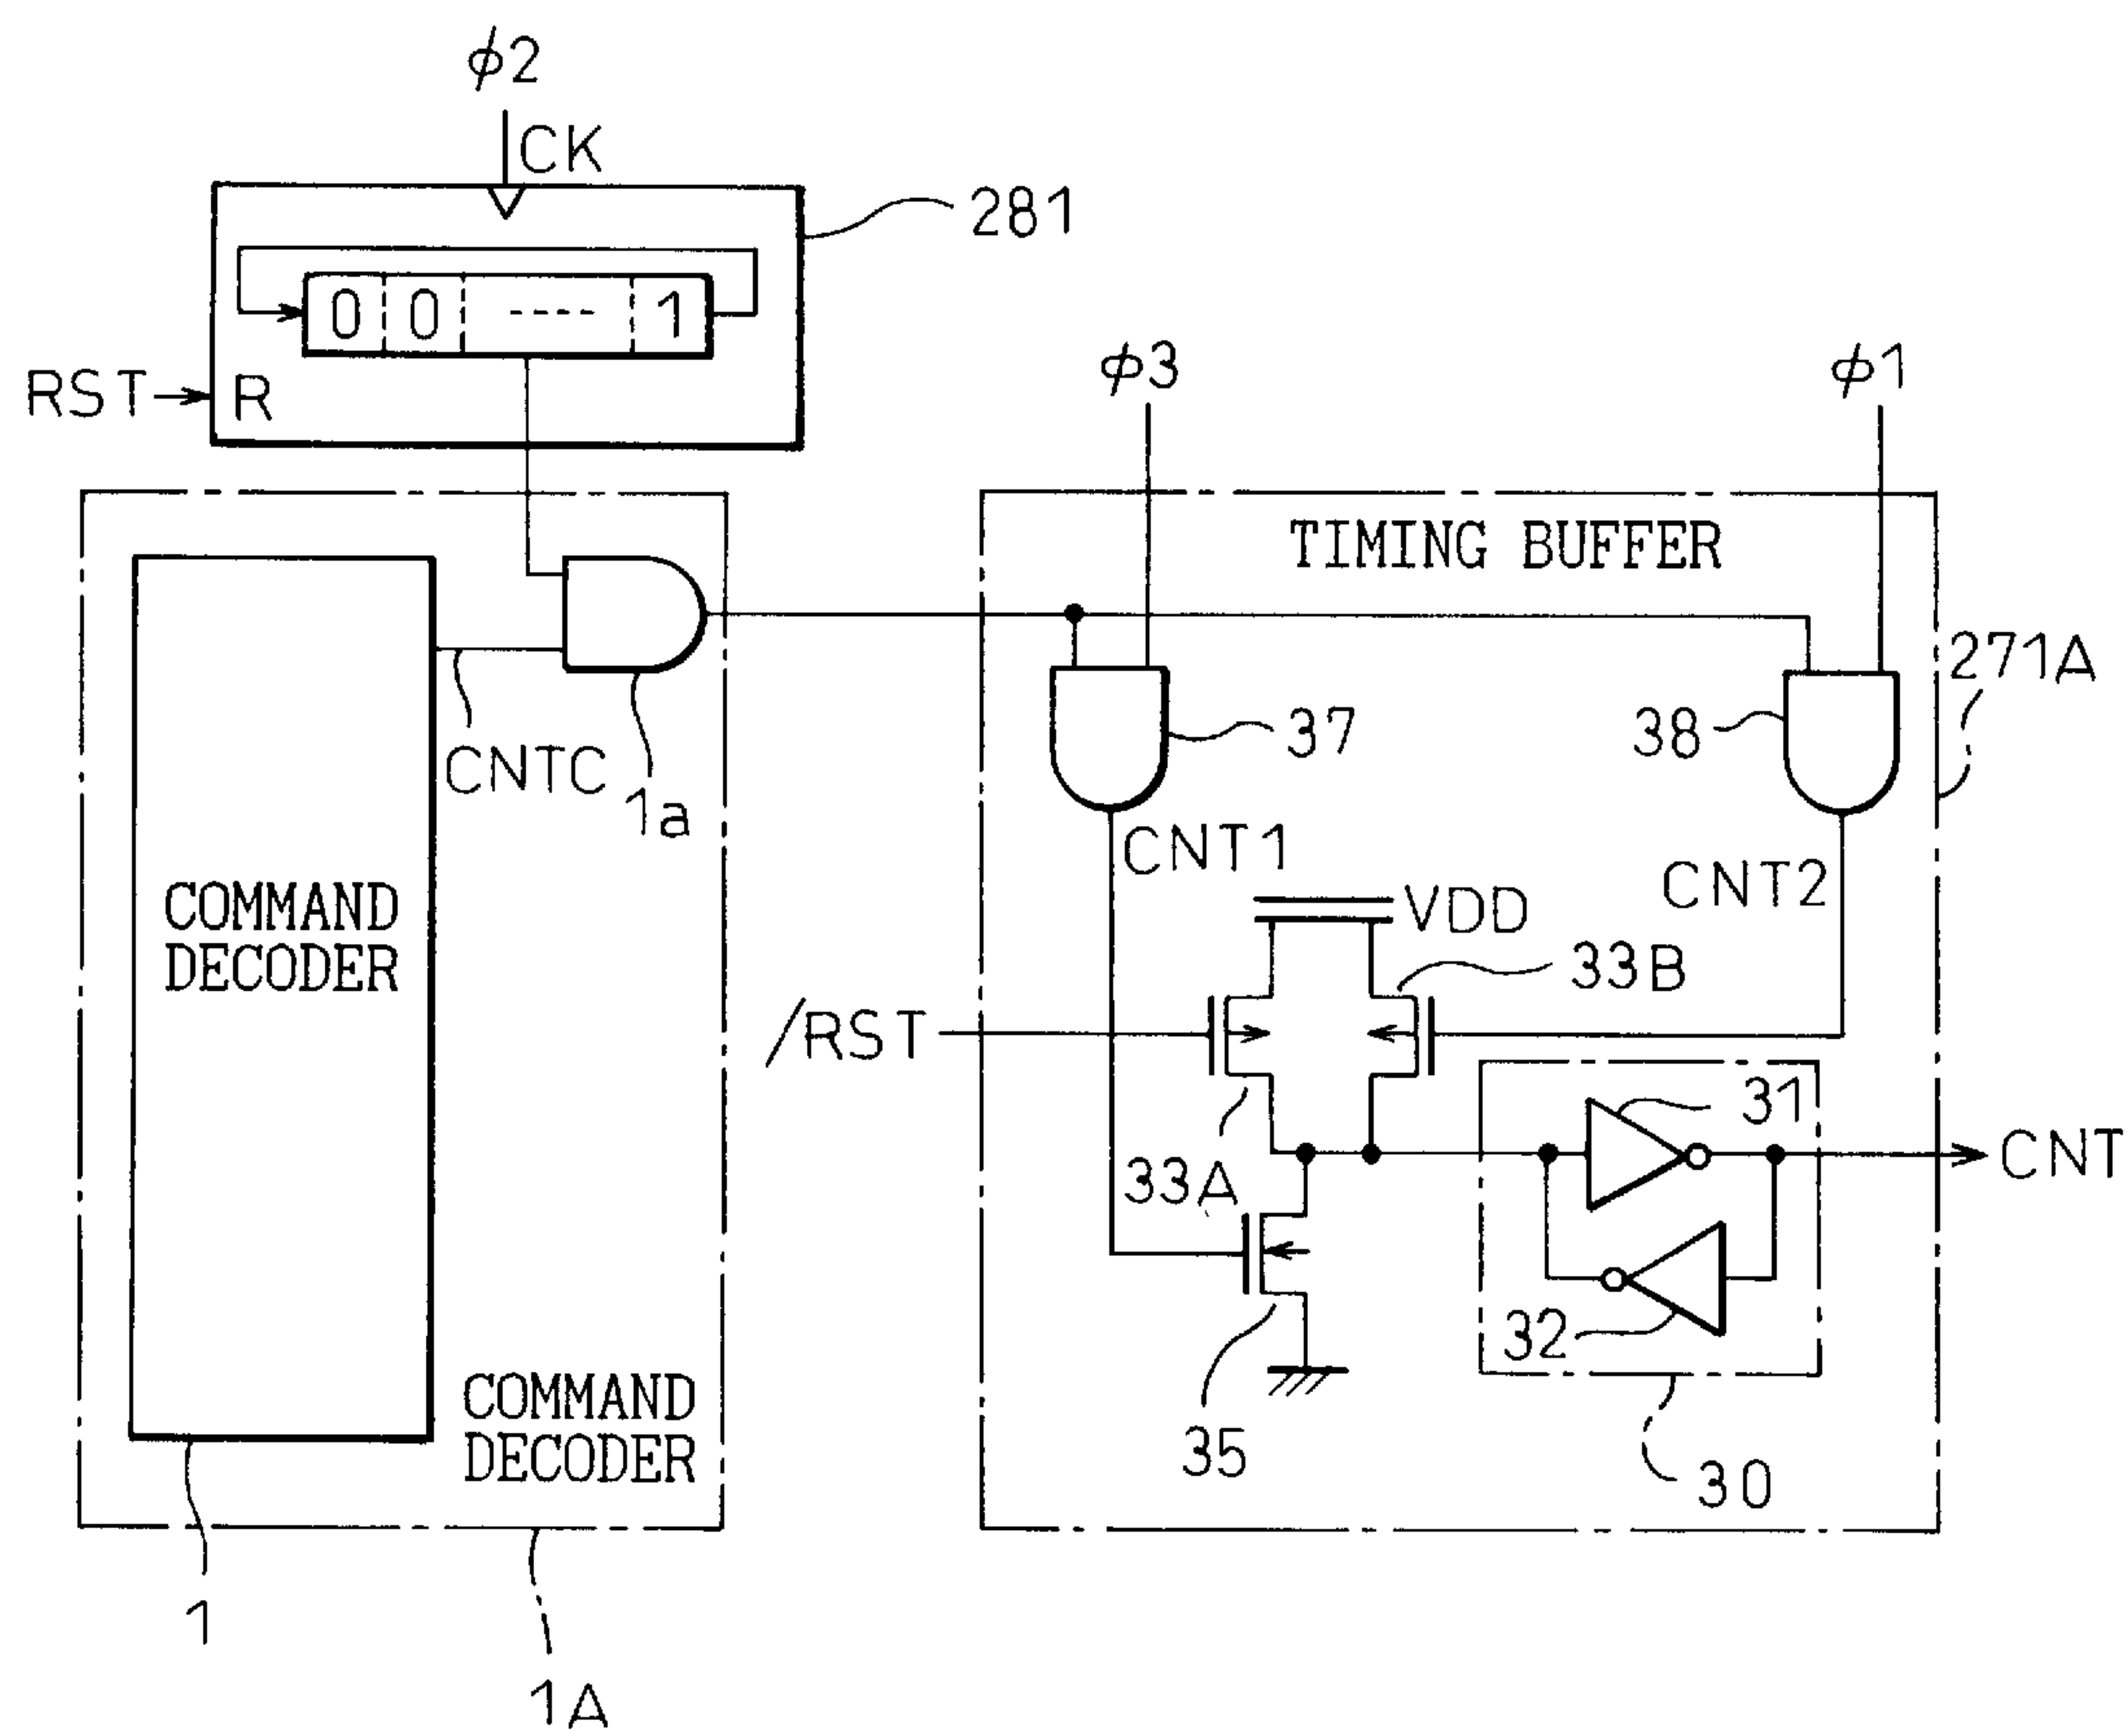 ϕ2
CK
281
0 0 ---- 1
RST
R
ϕ3
ϕ1
TIMING BUFFER
271A
37
38
CNTC
1a
CNT1
CNT2
COMMAND
DECODER
VDD
33B
/RST
31
CNT
33A
32
COMMAND
DECODER
35
30
1
1A